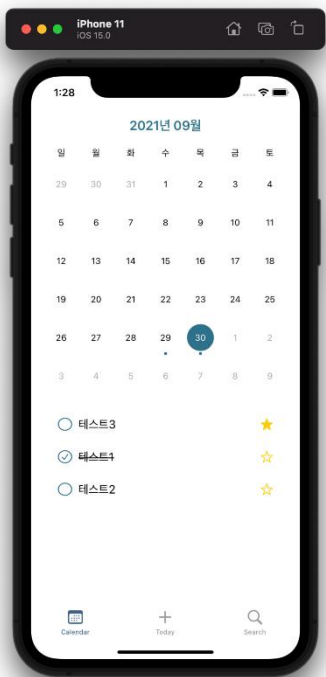 iPhone 11
iOS 15.0
1:28
2021년 09월
일 월 화 수 목 금 토
29 30 31 1 2 3 4
5 6 7 8 9 10 11
12 13 14 15 16 17 18
19 20 21 22 23 24 25
26 27 28 29 30 1 2
3 4 5 6 7 8 9
테스트3
테스트1
테스트2
Calendar Today Search